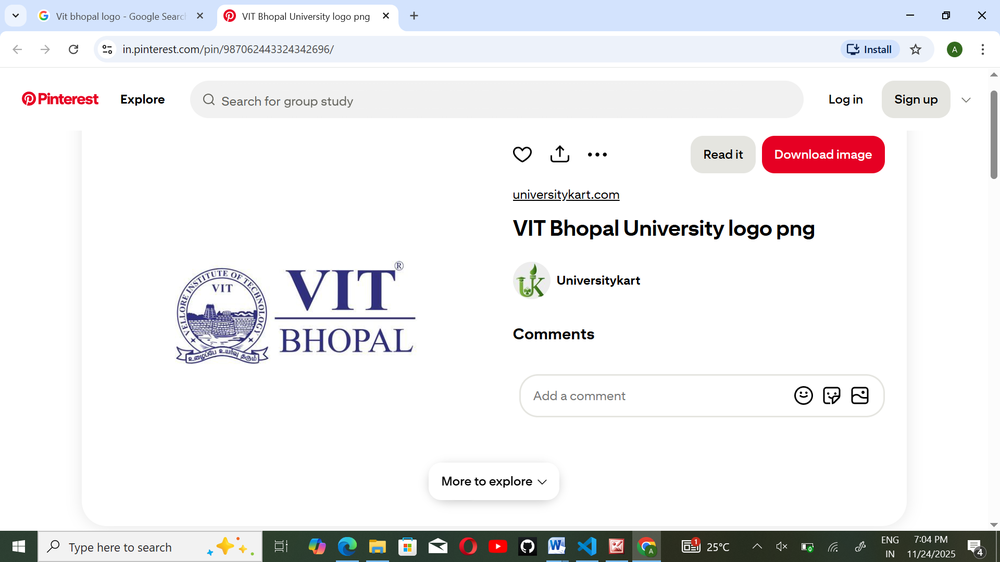 Vit bhopal logo - Google Search
VIT Bhopal University logo png
in.pinterest.com/pin/987062443324342696/
Install
A
Pinterest
Explore
Search for group study
Log in
Sign up
Read it
Download image
universitykart.com
VIT Bhopal University logo png
UK
Universitykart
VELLORE INSTITUTE OF TECHNOLOGY
VIT
உழைப்பே உயர்வு தரும்
VIT®
BHOPAL
Comments
Add a comment
More to explore
Type here to search
1
25°C
ENG
IN
7:04 PM
11/24/2025
4